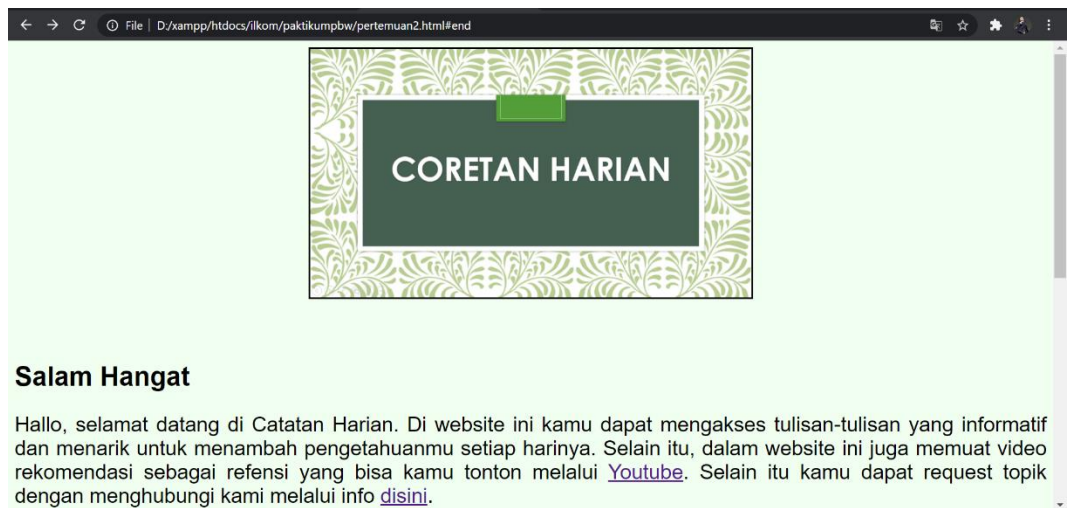 File | D:/xampp/htdocs/ilkom/paktikumpbw/pertemuan2.html#end
CORETAN HARIAN
Salam Hangat
Hallo, selamat datang di Catatan Harian. Di website ini kamu dapat mengakses tulisan-tulisan yang informatif
dan menarik untuk menambah pengetahuanmu setiap harinya. Selain itu, dalam website ini juga memuat video
rekomendasi sebagai refensi yang bisa kamu tonton melalui Youtube. Selain itu kamu dapat request topik
dengan menghubungi kami melalui info disini.